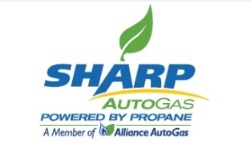 SHARP
AUTOGAS
POWERED BY PROPANE
A Member of Alliance AutoGas